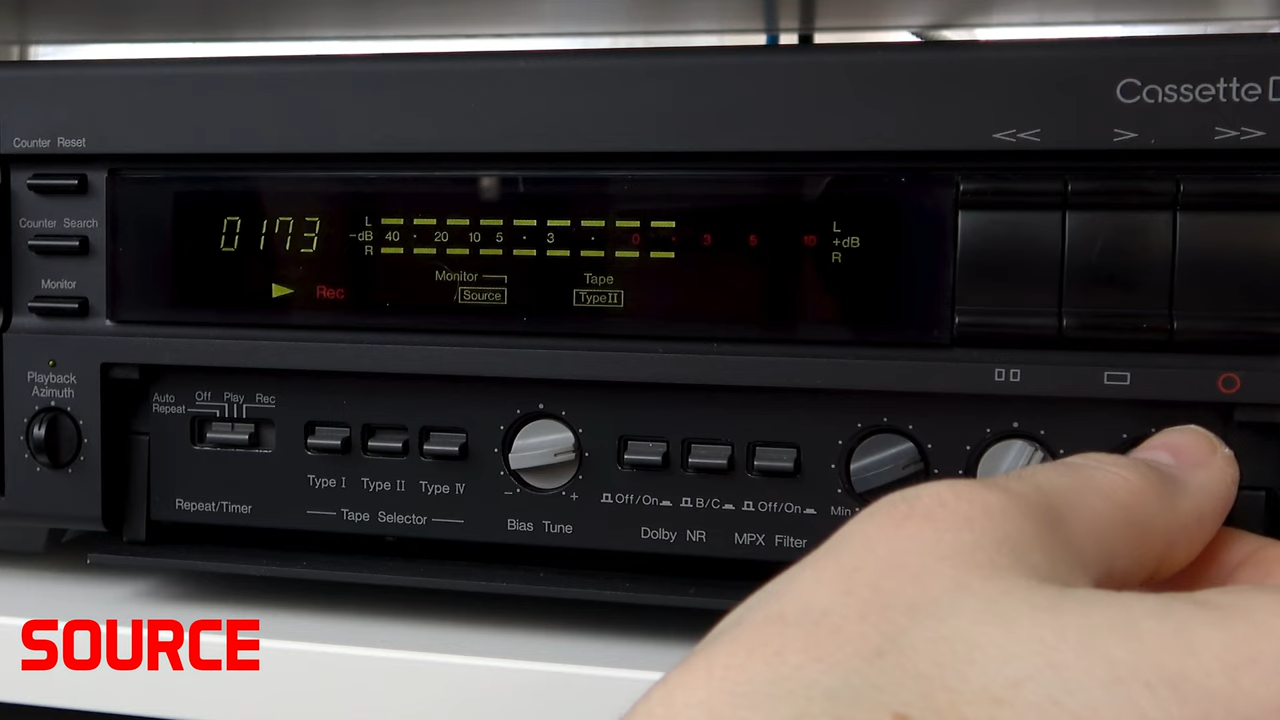 Cassette D
Counter Reset
<< > >>
Counter Search
Monitor
0173
L
-dB 40 · 20 10 5 · 3 · 0 · 3 5 10 +dB
R
L
R
Monitor
Source
Tape
Type II
Rec
Playback
Azimuth
Auto
Repeat
Off Play Rec
Repeat/Timer
Type I Type II Type IV
Tape Selector
- +
Bias Tune
Off/On B/C Off/On
Dolby NR MPX Filter
Min
SOURCE